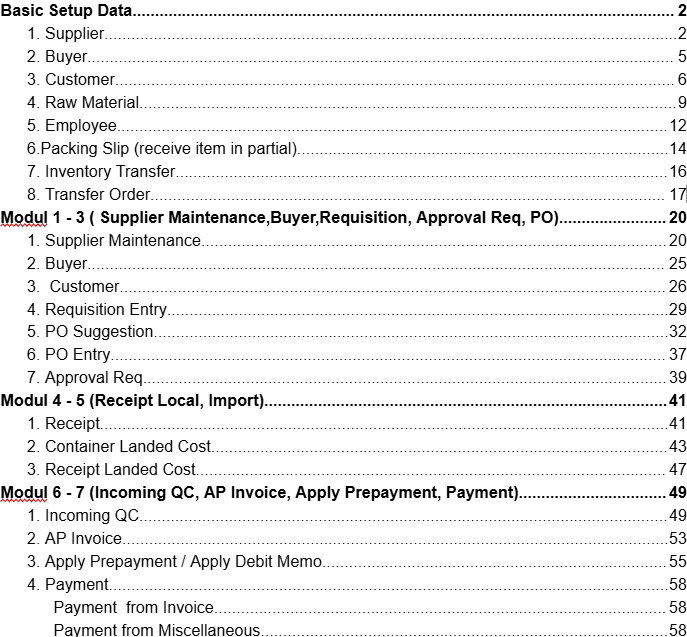 Basic Setup Data........ 2
1. Supplier........ 2
2. Buyer........ 5
3. Customer........ 6
4. Raw Material........ 9
5. Employee........ 12
6.Packing Slip (receive item in partial)........ 14
7. Inventory Transfer........ 16
8. Transfer Order........ 17
Modul 1 - 3 ( Supplier Maintenance,Buyer,Requisition, Approval Req, PO)........ 20
1. Supplier Maintenance........ 20
2. Buyer........ 25
3.  Customer........ 26
4. Requisition Entry........ 29
5. PO Suggestion........ 32
6. PO Entry........ 37
7. Approval Req........ 39
Modul 4 - 5 (Receipt Local, Import)........ 41
1. Receipt........ 41
2. Container Landed Cost........ 43
3. Receipt Landed Cost........ 47
Modul 6 - 7 (Incoming QC, AP Invoice, Apply Prepayment, Payment)........ 49
1. Incoming QC........ 49
2. AP Invoice........ 53
3. Apply Prepayment / Apply Debit Memo........ 55
4. Payment........ 58
Payment  from Invoice........ 58
Payment from Miscellaneous........ 58